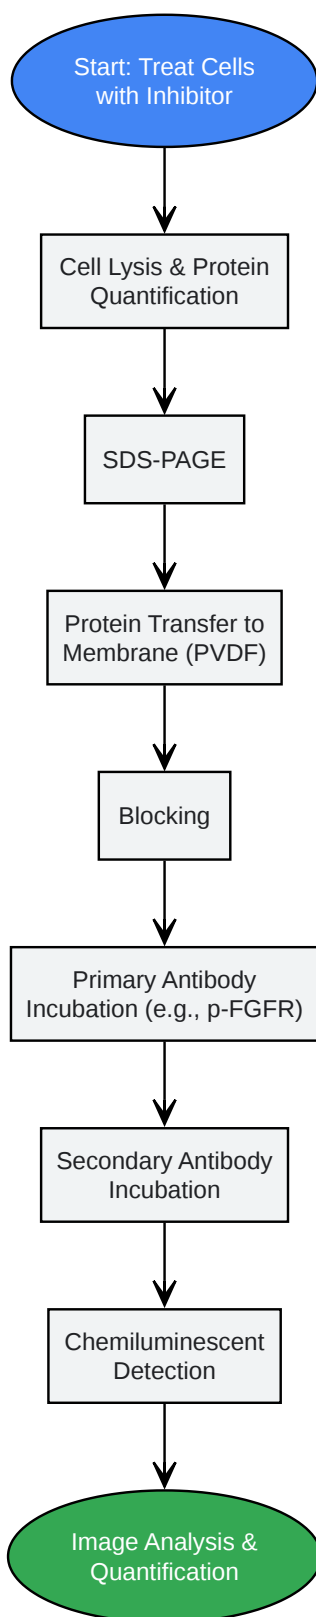 Start: Treat Cells
with Inhibitor
Cell Lysis & Protein
Quantification
SDS-PAGE
Protein Transfer to
Membrane (PVDF)
Blocking
Primary Antibody
Incubation (e.g., p-FGFR)
Secondary Antibody
Incubation
Chemiluminescent
Detection
Image Analysis &
Quantification